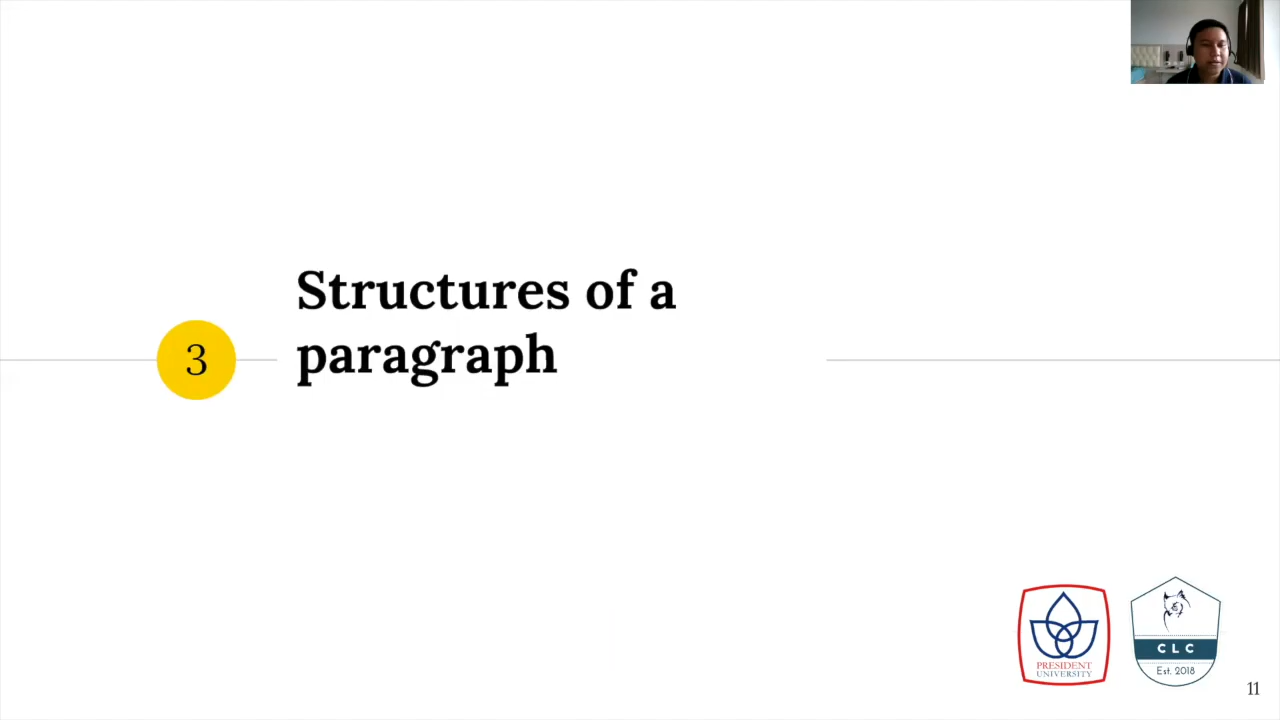 Structures of a
3
paragraph
PRESIDENT
UNIVERSITY
CLC
Est. 2018
11